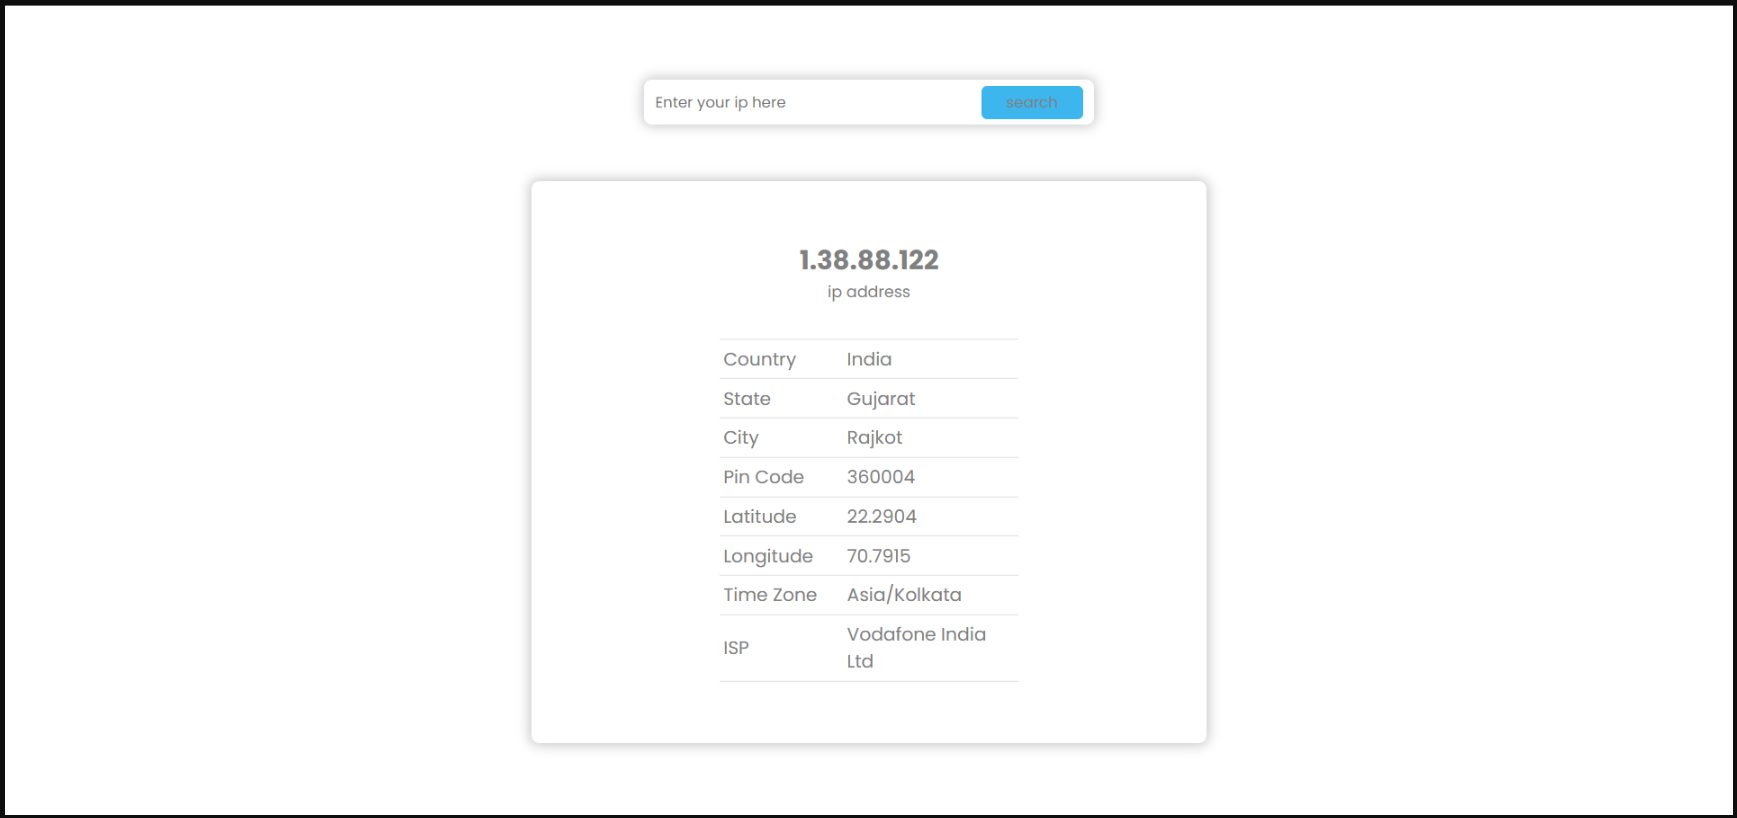 Enter your ip here search
1.38.88.122
ip address
Country India
State Gujarat
City Rajkot
Pin Code 360004
Latitude 22.2904
Longitude 70.7915
Time Zone Asia/Kolkata
ISP Vodafone India
Ltd